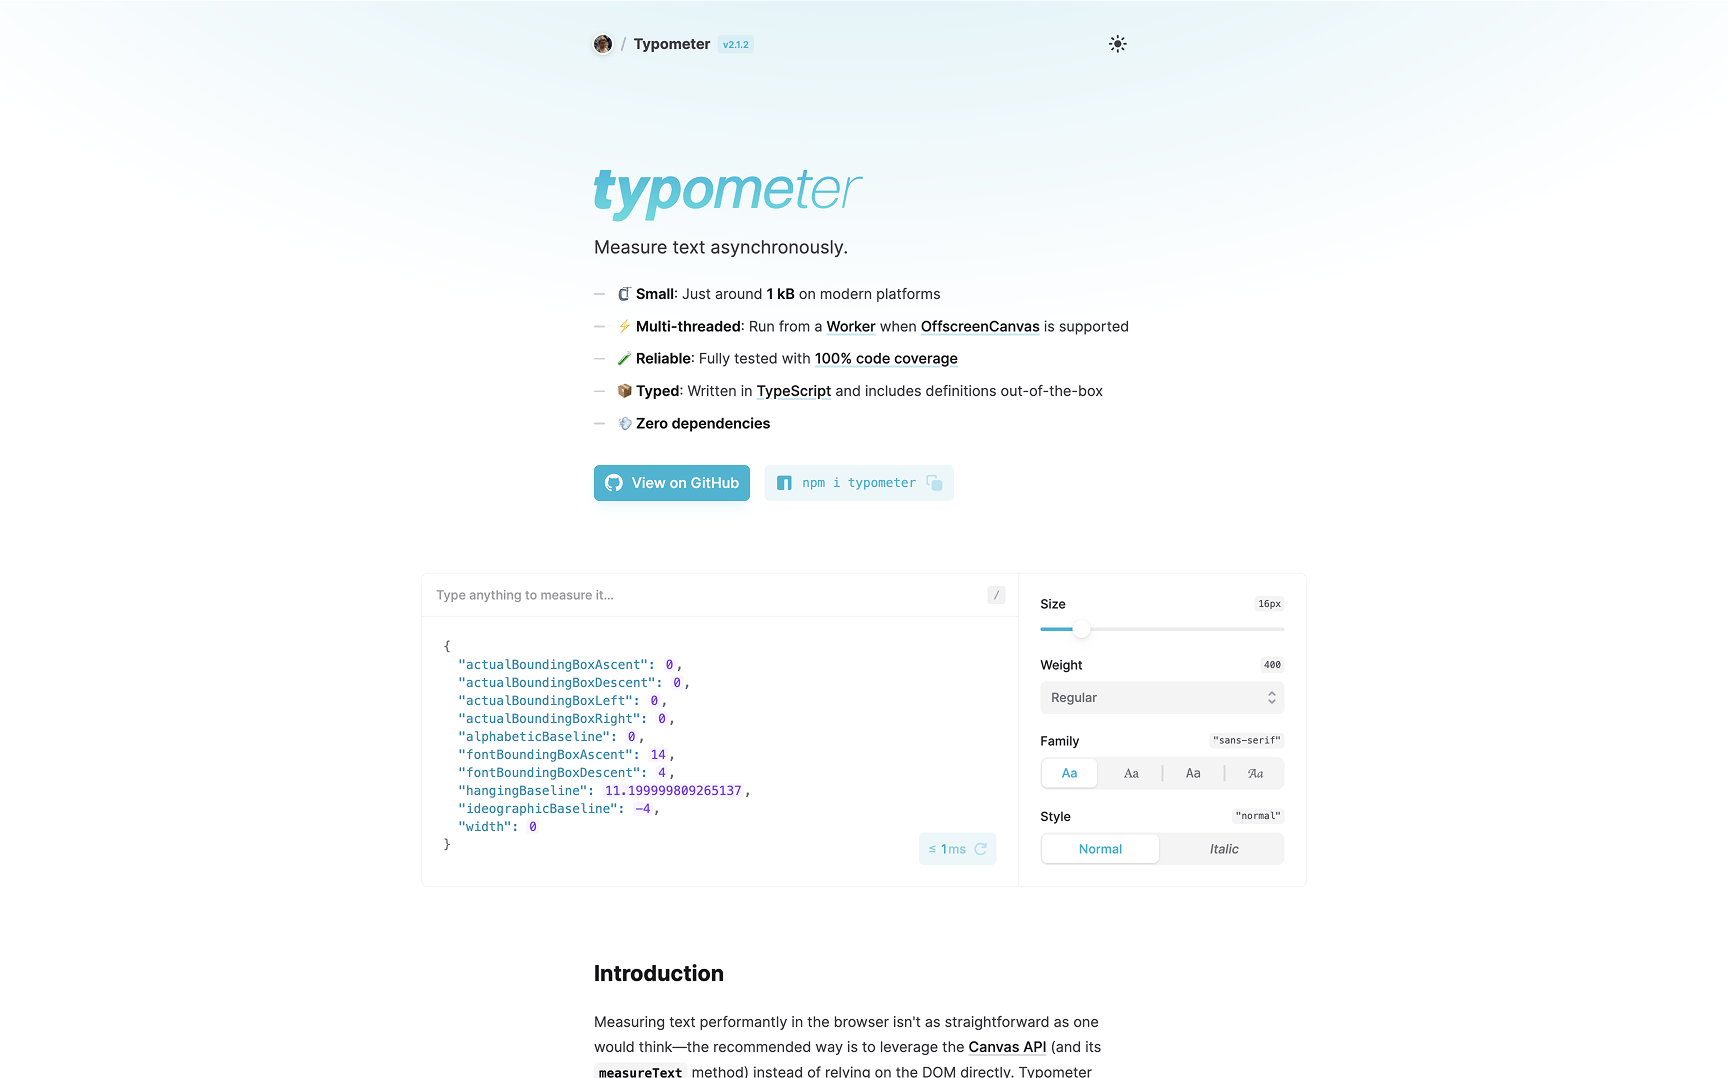 / Typometer v2.1.2
typometer
Measure text asynchronously.
— Small: Just around 1 kB on modern platforms
— Multi-threaded: Run from a Worker when OffscreenCanvas is supported
— Reliable: Fully tested with 100% code coverage
— Typed: Written in TypeScript and includes definitions out-of-the-box
— Zero dependencies
View on GitHub
npm i typometer
Type anything to measure it...
/
{
"actualBoundingBoxAscent": 0,
"actualBoundingBoxDescent": 0,
"actualBoundingBoxLeft": 0,
"actualBoundingBoxRight": 0,
"alphabeticBaseline": 0,
"fontBoundingBoxAscent": 14,
"fontBoundingBoxDescent": 4,
"hangingBaseline": 11.199999809265137,
"ideographicBaseline": -4,
"width": 0
}
≤ 1ms
Size 16px
Weight 400
Regular
Family "sans-serif"
Aa Aa Aa Aa
Style "normal"
Normal Italic
Introduction
Measuring text performantly in the browser isn't as straightforward as one
would think—the recommended way is to leverage the Canvas API (and its
measureText method) instead of relying on the DOM directly. Typometer